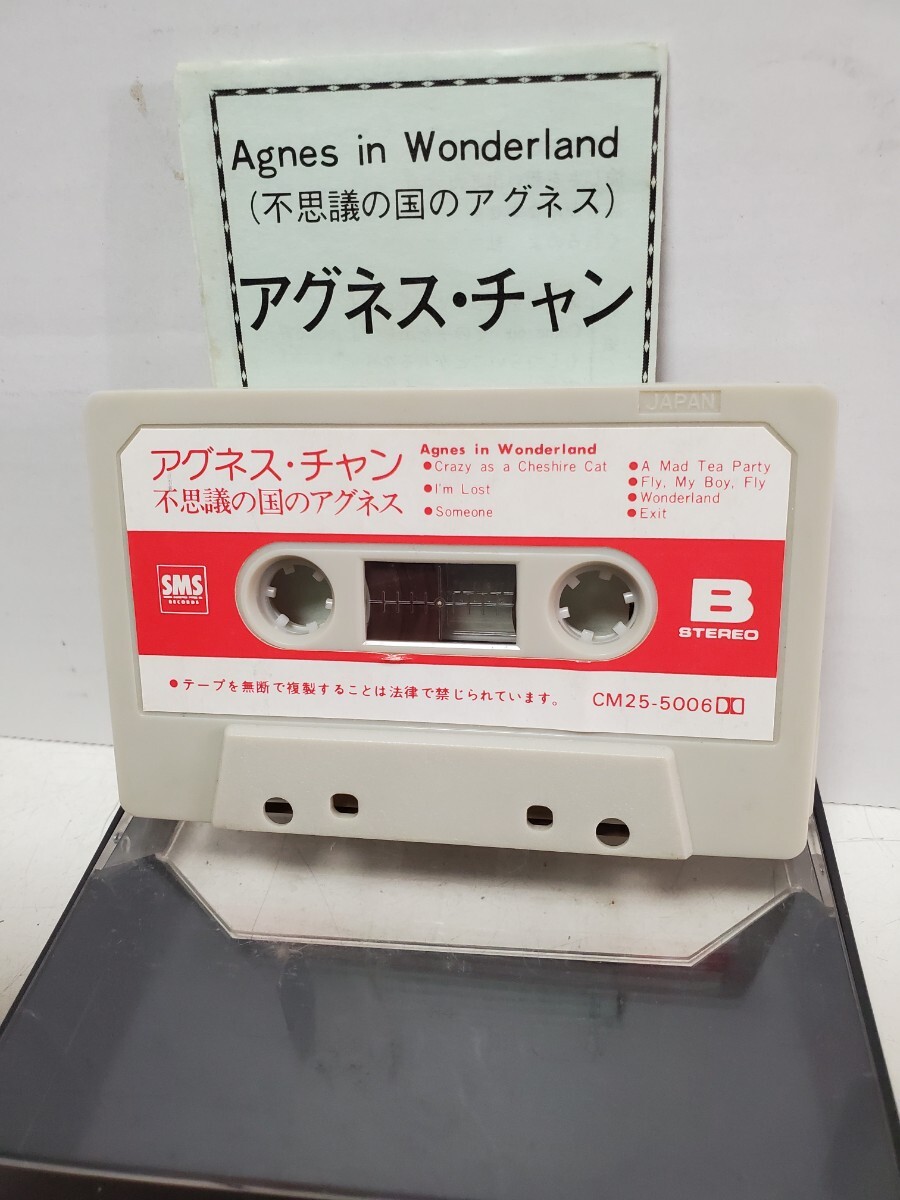 Agnes in Wonderland
(不思議の国のアグネス)
アグネス・チャン
JAPAN
アグネス・チャン
不思議の国のアグネス
Agnes in Wonderland
●Crazy as a Cheshire Cat
●I'm Lost
●Someone
●A Mad Tea Party
●Fly, My Boy, Fly
●Wonderland
●Exit
SMS
RECORDS
B
STEREO
●テープを無断で複製することは法律で禁じられています。
CM25-5006